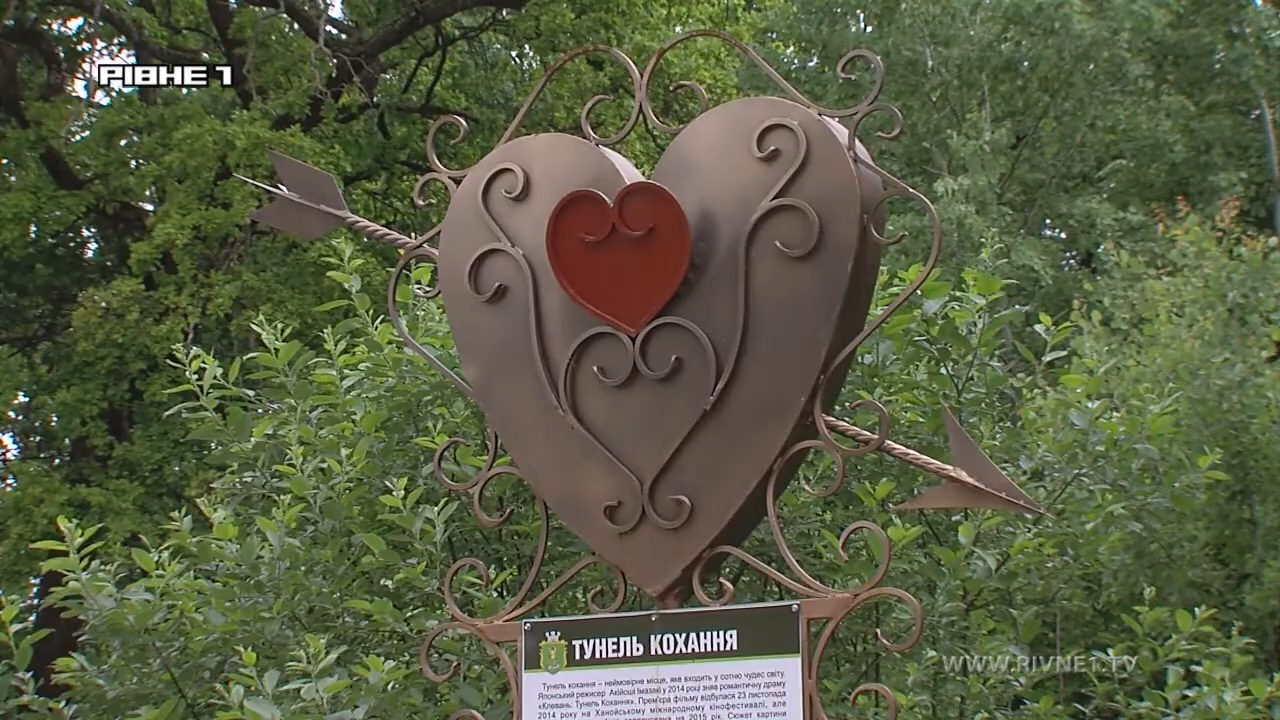 РІВНЕ 1
ТУНЕЛЬ КОХАННЯ
Тунель кохання – неймовірне місце, яке входить у сотню чудес світу.
Японський режисер Акійоші Імазакі у 2014 році зняв романтичну драму
«Клевань: Тунель Кохання». Прем'єра фільму відбулася 23 листопада
2014 року на Ханойському міжнародному кінофестивалі, але
на 2015 рік. Сюжет картини
WWW.RIVNE1.TV